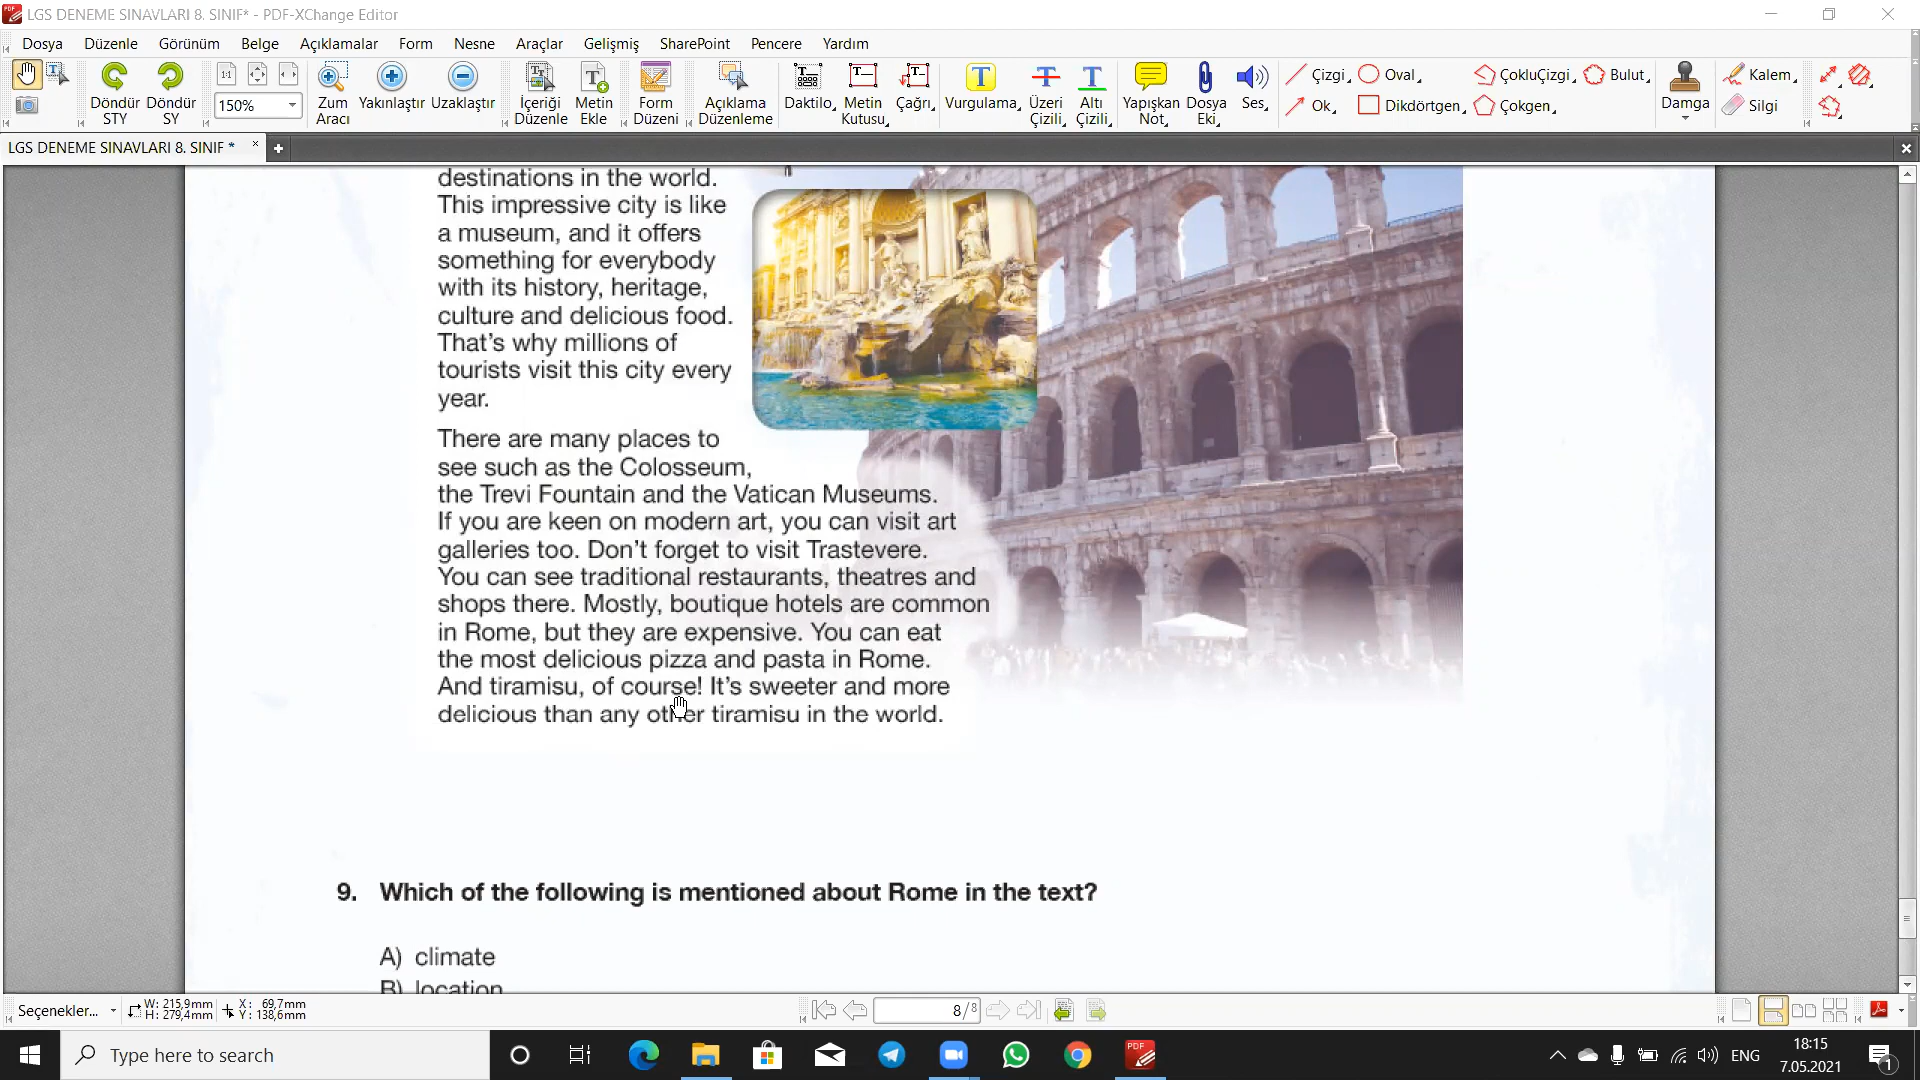 LGS DENEME SINAVLARI 8. SINIF* - PDF-XChange Editor
Dosya Düzenle Görünüm Belge Açıklamalar Form Nesne Araçlar Gelişmiş SharePoint Pencere Yardım
Döndür STY
Döndür SY
1:1
150%
Zum Aracı
Yakınlaştır
Uzaklaştır
İçeriği Düzenle
Metin Ekle
Form Düzeni
Açıklama Düzenleme
Daktilo
Metin Kutusu
Çağrı
Vurgulama
Üzeri Çizili
Altı Çizili
Yapışkan Not
Dosya Eki
Ses
Çizgi
Ok
Oval
Dikdörtgen
ÇokluÇizgi
Çokgen
Bulut
Damga
Kalem
Silgi
LGS DENEME SINAVLARI 8. SINIF *
destinations in the world.
This impressive city is like
a museum, and it offers
something for everybody
with its history, heritage,
culture and delicious food.
That's why millions of
tourists visit this city every
year.
There are many places to
see such as the Colosseum,
the Trevi Fountain and the Vatican Museums.
If you are keen on modern art, you can visit art
galleries too. Don't forget to visit Trastevere.
You can see traditional restaurants, theatres and
shops there. Mostly, boutique hotels are common
in Rome, but they are expensive. You can eat
the most delicious pizza and pasta in Rome.
And tiramisu, of course! It's sweeter and more
delicious than any other tiramisu in the world.
9. Which of the following is mentioned about Rome in the text?
A) climate
B) location
Seçenekler...
W: 215,9mm
H: 279,4mm
X: 69,7mm
Y: 138,6mm
8/8
Type here to search
PDF
ENG
18:15
7.05.2021
1